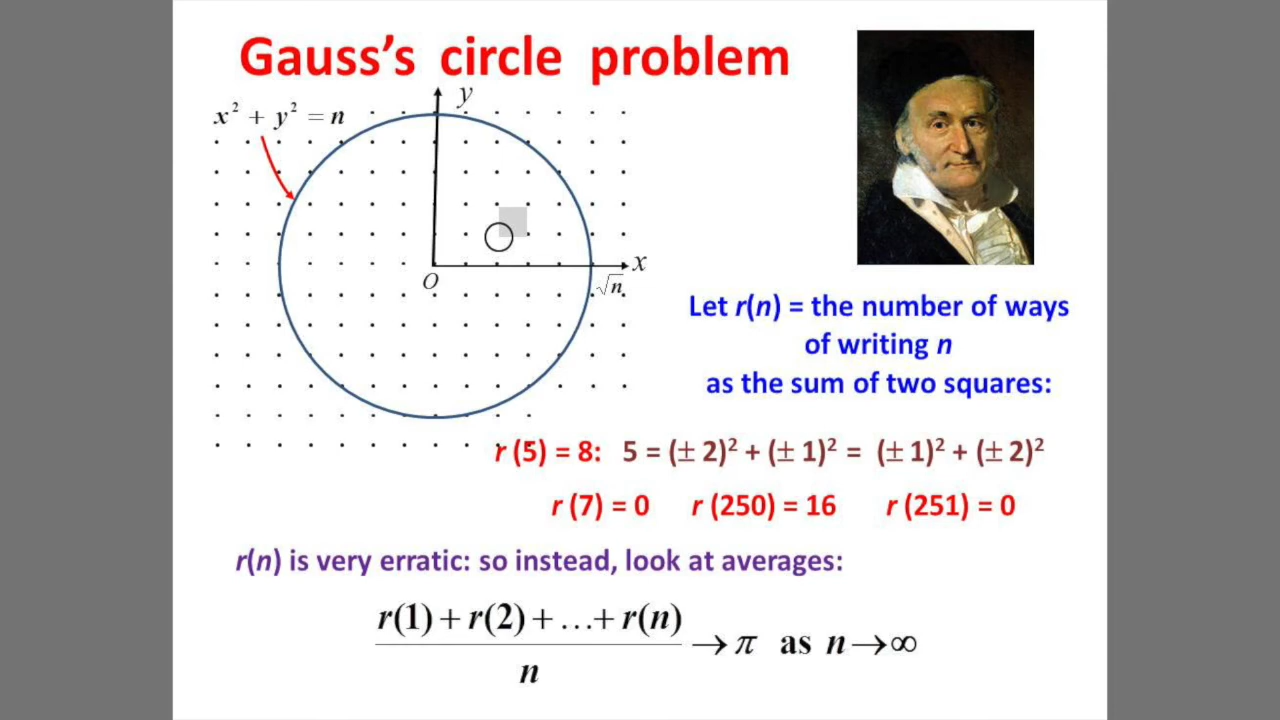 Gauss's circle problem
y
x² + y² = n
x
O
√n
Let r(n) = the number of ways
of writing n
as the sum of two squares:
r (5) = 8: 5 = (± 2)² + (± 1)² = (± 1)² + (± 2)²
r (7) = 0 r (250) = 16 r (251) = 0
r(n) is very erratic: so instead, look at averages:
r(1) + r(2) + …+ r(n)
→ π as n → ∞
n